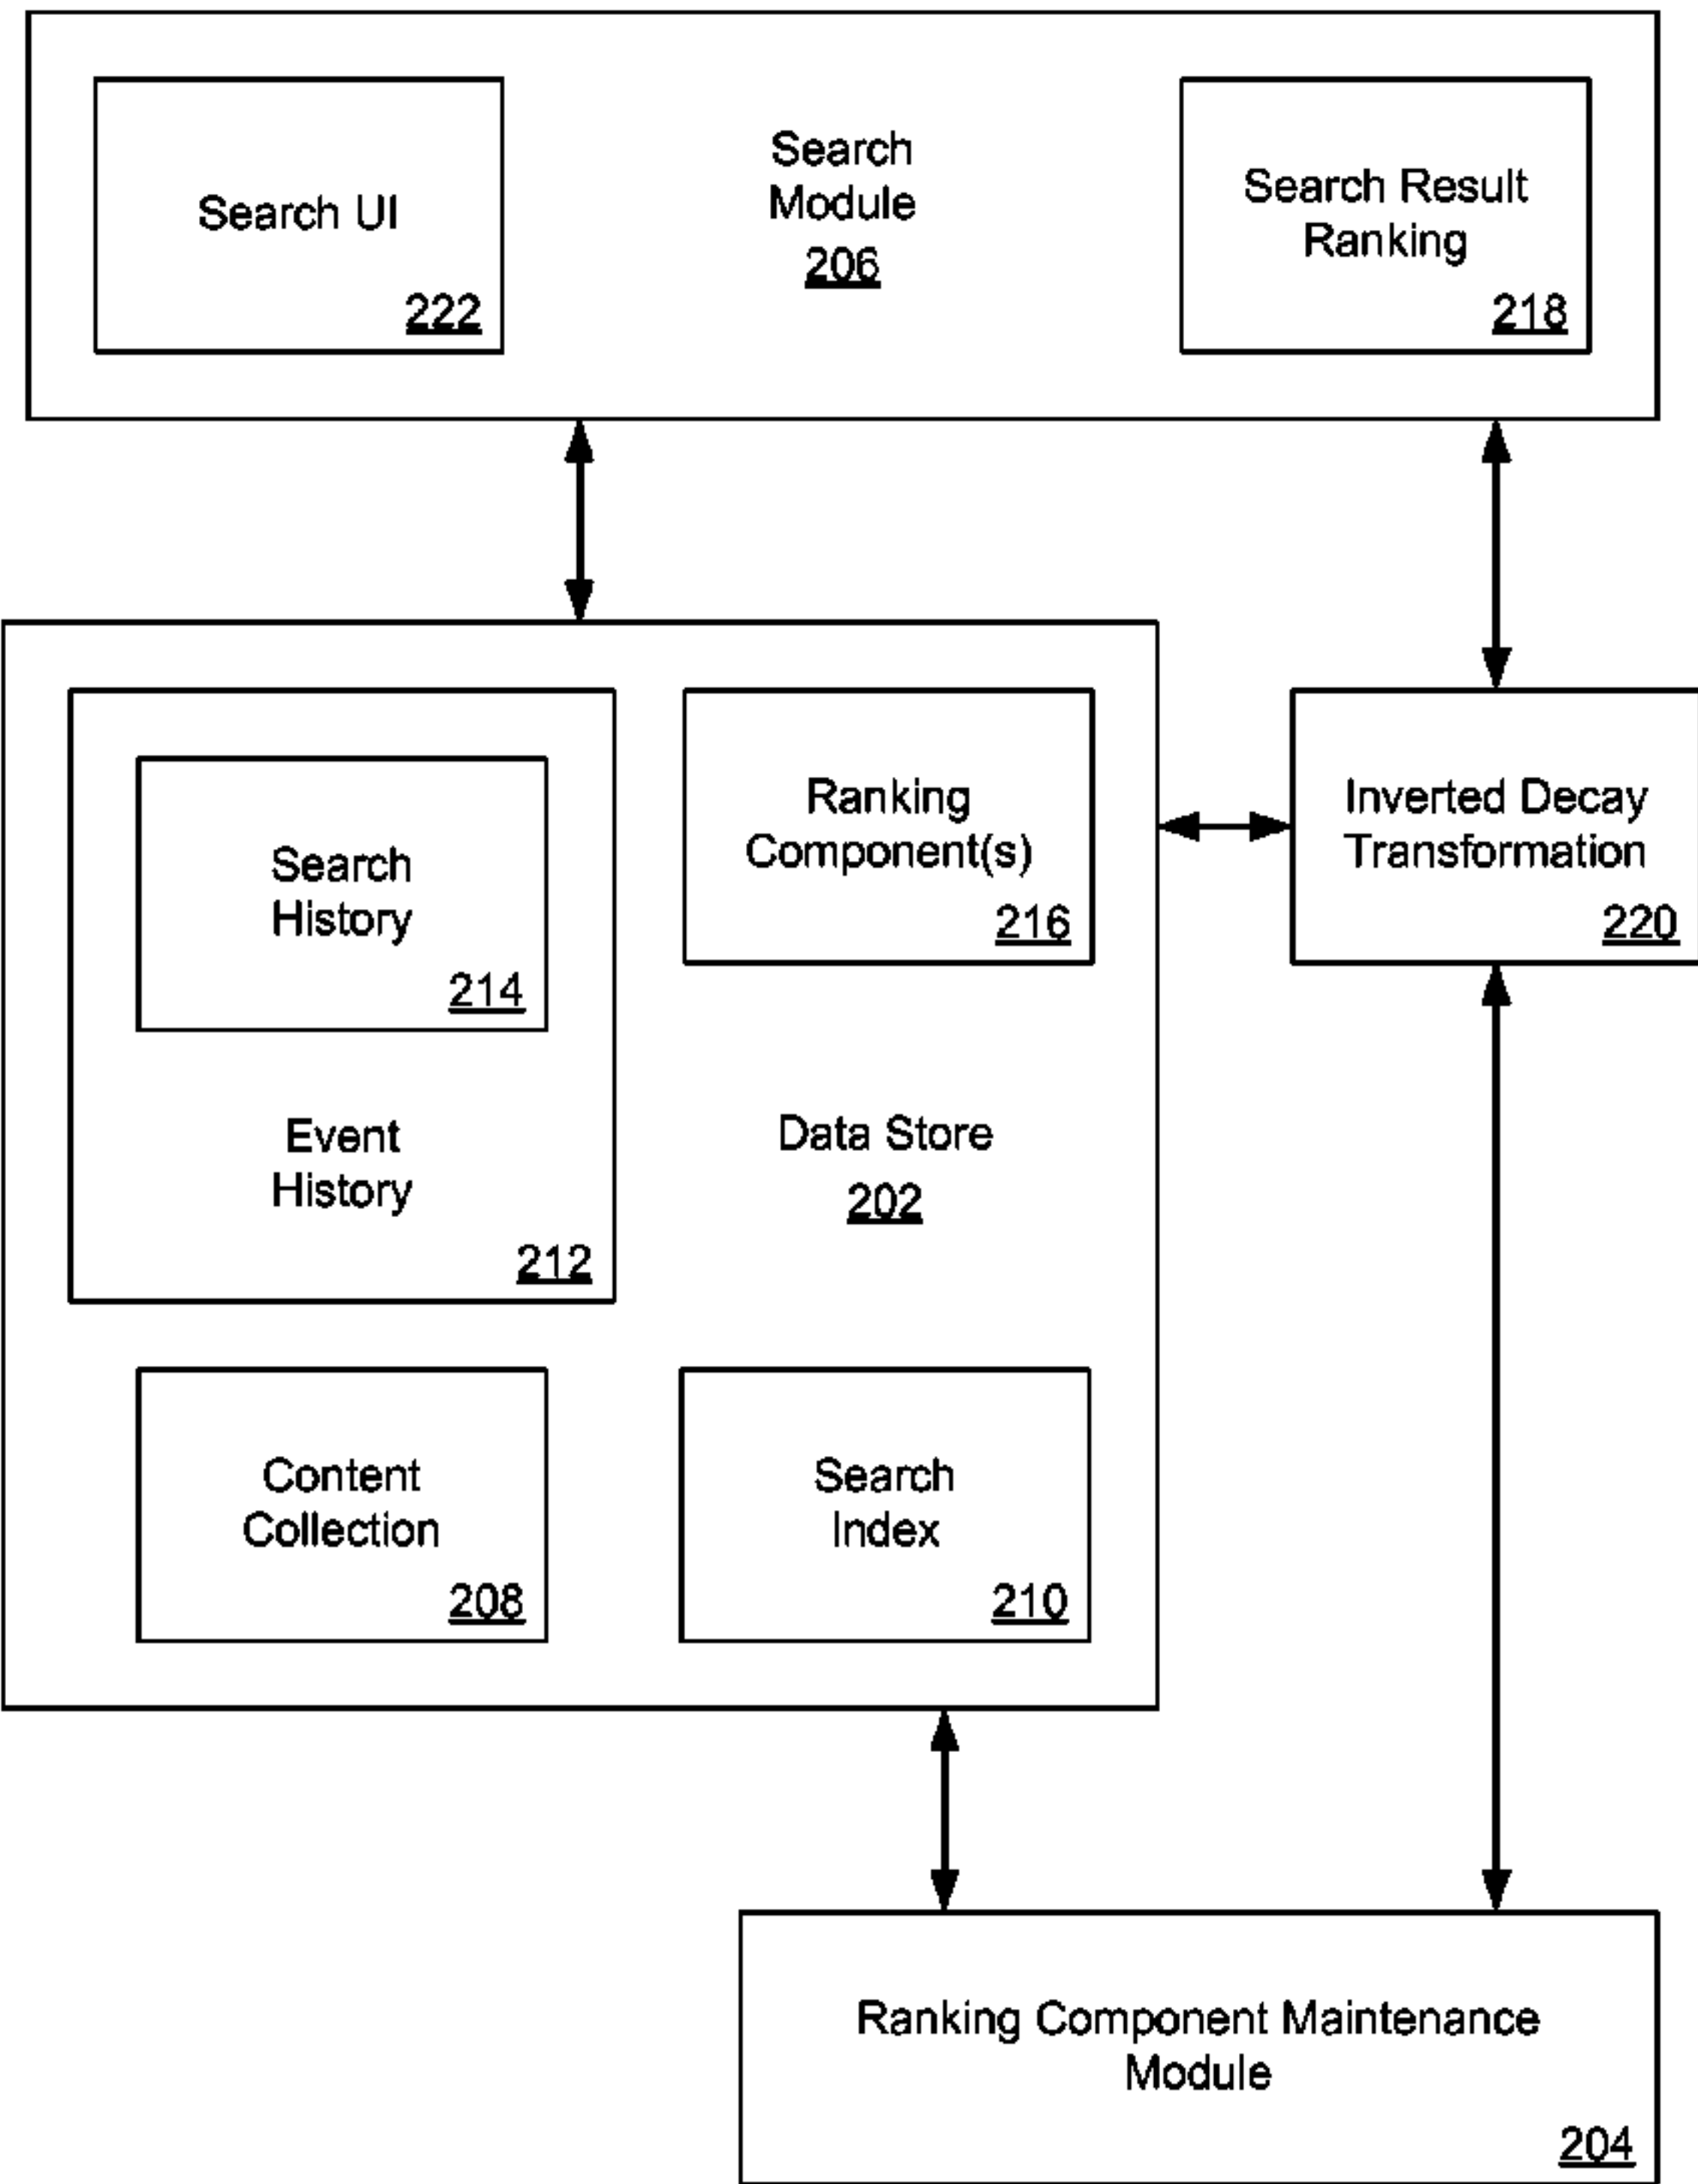 Search UI
222
Search
Module
206
Search Result
Ranking
218
Search
History
214
Event
History
212
Ranking
Component(s)
216
Data Store
202
Content
Collection
208
Search
Index
210
Inverted Decay
Transformation
220
Ranking Component Maintenance
Module
204